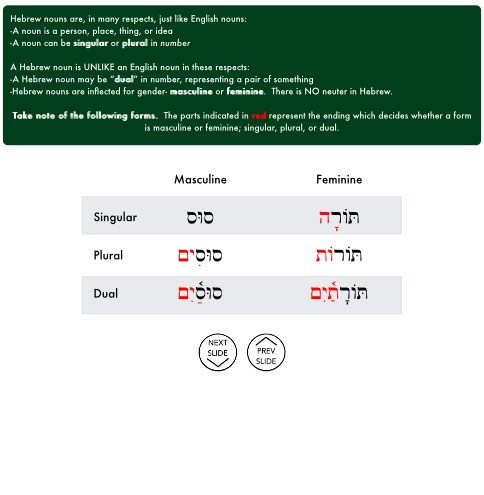 Hebrew nouns are, in many respects, just like English nouns:
-A noun is a person, place, thing, or idea
-A noun can be singular or plural in number
A Hebrew noun is UNLIKE an English noun in these respects:
-A Hebrew noun may be “dual” in number, representing a pair of something
-Hebrew nouns are inflected for gender- masculine or feminine. There is NO neuter in Hebrew.
Take note of the following forms. The parts indicated in red represent the ending which decides whether a form
is masculine or feminine; singular, plural, or dual.
Masculine Feminine
Singular סוּס תּוֹרָה
Plural סוּסִים תּוֹרוֹת
Dual סוּסַ֫יִם תּוֹרָתַ֫יִם
NEXT SLIDE PREV SLIDE